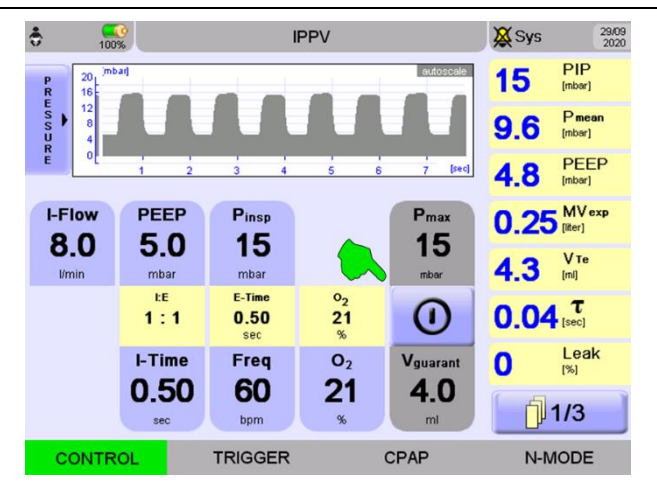 100%
IPPV
Sys
29/09
2020
PRESSURE
[mbar]
autoscale
20
16
12
8
4
0
1 2 3 4 5 6 7 [sec]
15 PIP
[mbar]
9.6 Pmean
[mbar]
4.8 PEEP
[mbar]
0.25 MVexp
[liter]
4.3 VTe
[ml]
0.04 τ
[sec]
0 Leak
[%]
1/3
I-Flow
8.0
l/min
PEEP
5.0
mbar
Pinsp
15
mbar
Pmax
15
mbar
I:E
1 : 1
E-Time
0.50
sec
O2
21
%
I-Time
0.50
sec
Freq
60
bpm
O2
21
%
Vguarant
4.0
ml
CONTROL TRIGGER CPAP N-MODE